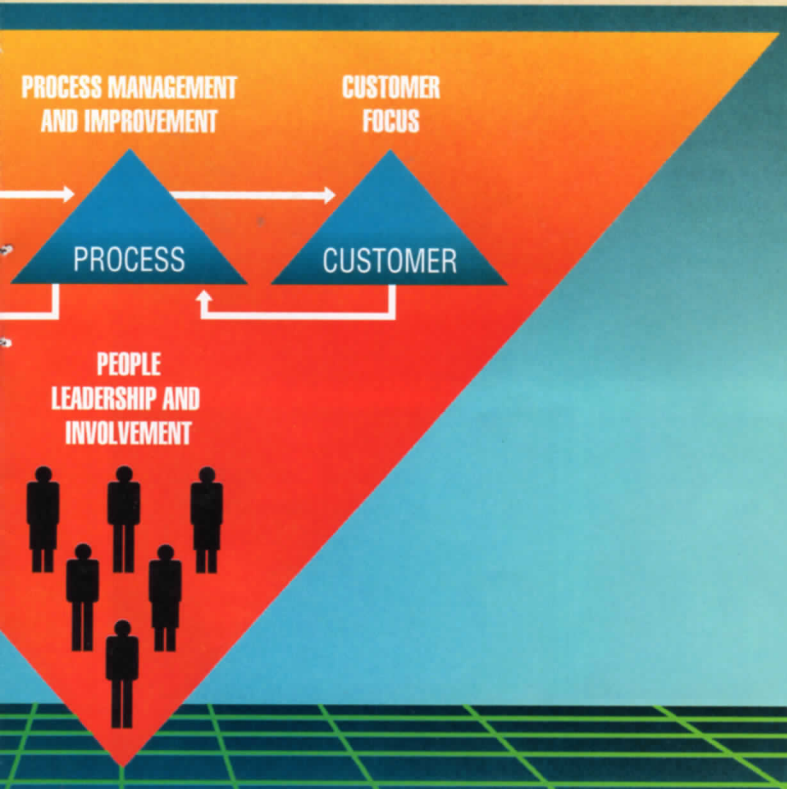 PROCESS MANAGEMENT
AND IMPROVEMENT
CUSTOMER
FOCUS
PROCESS
CUSTOMER
PEOPLE
LEADERSHIP AND
INVOLVEMENT